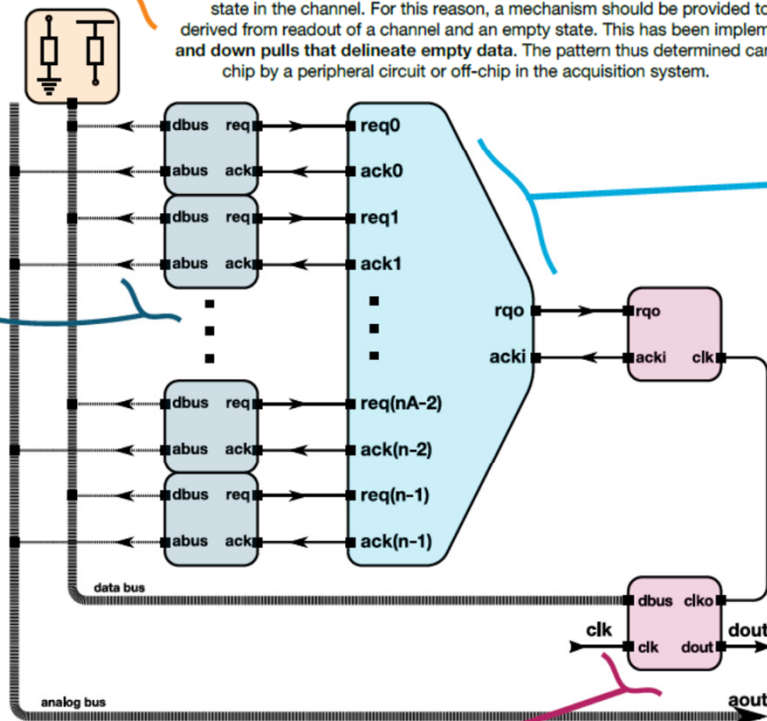 state in the channel. For this reason, a mechanism should be provided to
derived from readout of a channel and an empty state. This has been implem
and down pulls that delineate empty data. The pattern thus determined car
chip by a peripheral circuit or off-chip in the acquisition system.
dbus req req0
abus ack ack0
dbus req req1
abus ack ack1
rqo rqo
acki acki clk
dbus req req(nA-2)
abus ack ack(n-2)
dbus req req(n-1)
abus ack ack(n-1)
data bus
dbus clko
clk dout
clk dout
analog bus
aout